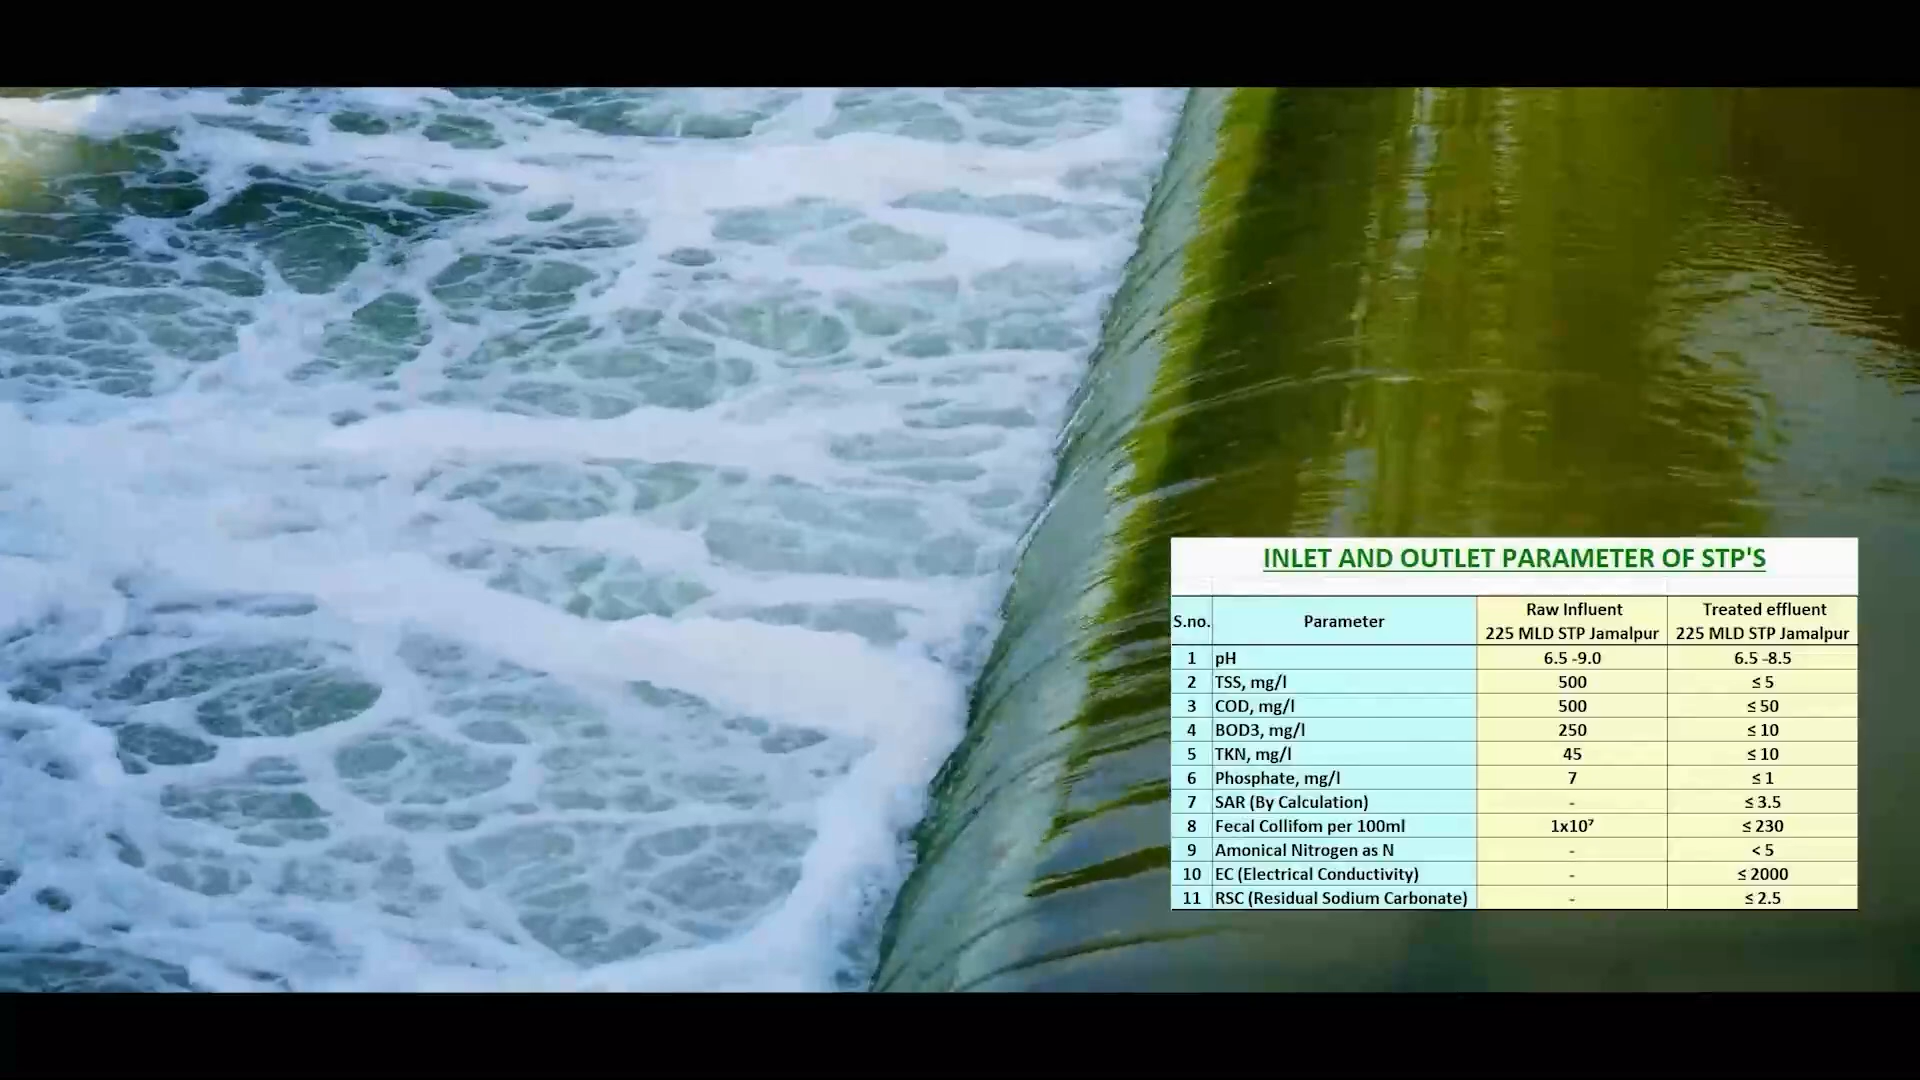 INLET AND OUTLET PARAMETER OF STP'S
S.no. Parameter Raw Influent 225 MLD STP Jamalpur Treated effluent 225 MLD STP Jamalpur
1 pH 6.5 -9.0 6.5 -8.5
2 TSS, mg/l 500 ≤ 5
3 COD, mg/l 500 ≤ 50
4 BOD3, mg/l 250 ≤ 10
5 TKN, mg/l 45 ≤ 10
6 Phosphate, mg/l 7 ≤ 1
7 SAR (By Calculation) - ≤ 3.5
8 Fecal Collifom per 100ml 1x10⁷ ≤ 230
9 Amonical Nitrogen as N - < 5
10 EC (Electrical Conductivity) - ≤ 2000
11 RSC (Residual Sodium Carbonate) - ≤ 2.5